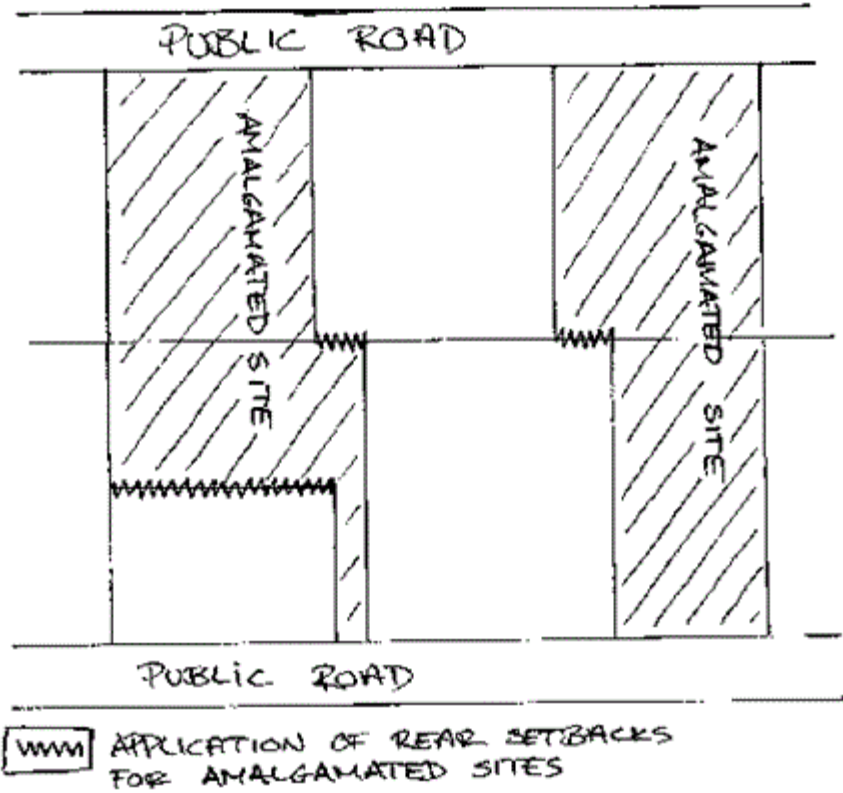 PUBLIC ROAD
AMALGAMATED SITE
AMALGAMATED SITE
PUBLIC ROAD
APPLICATION OF REAR SETBACKS
FOR AMALGAMATED SITES